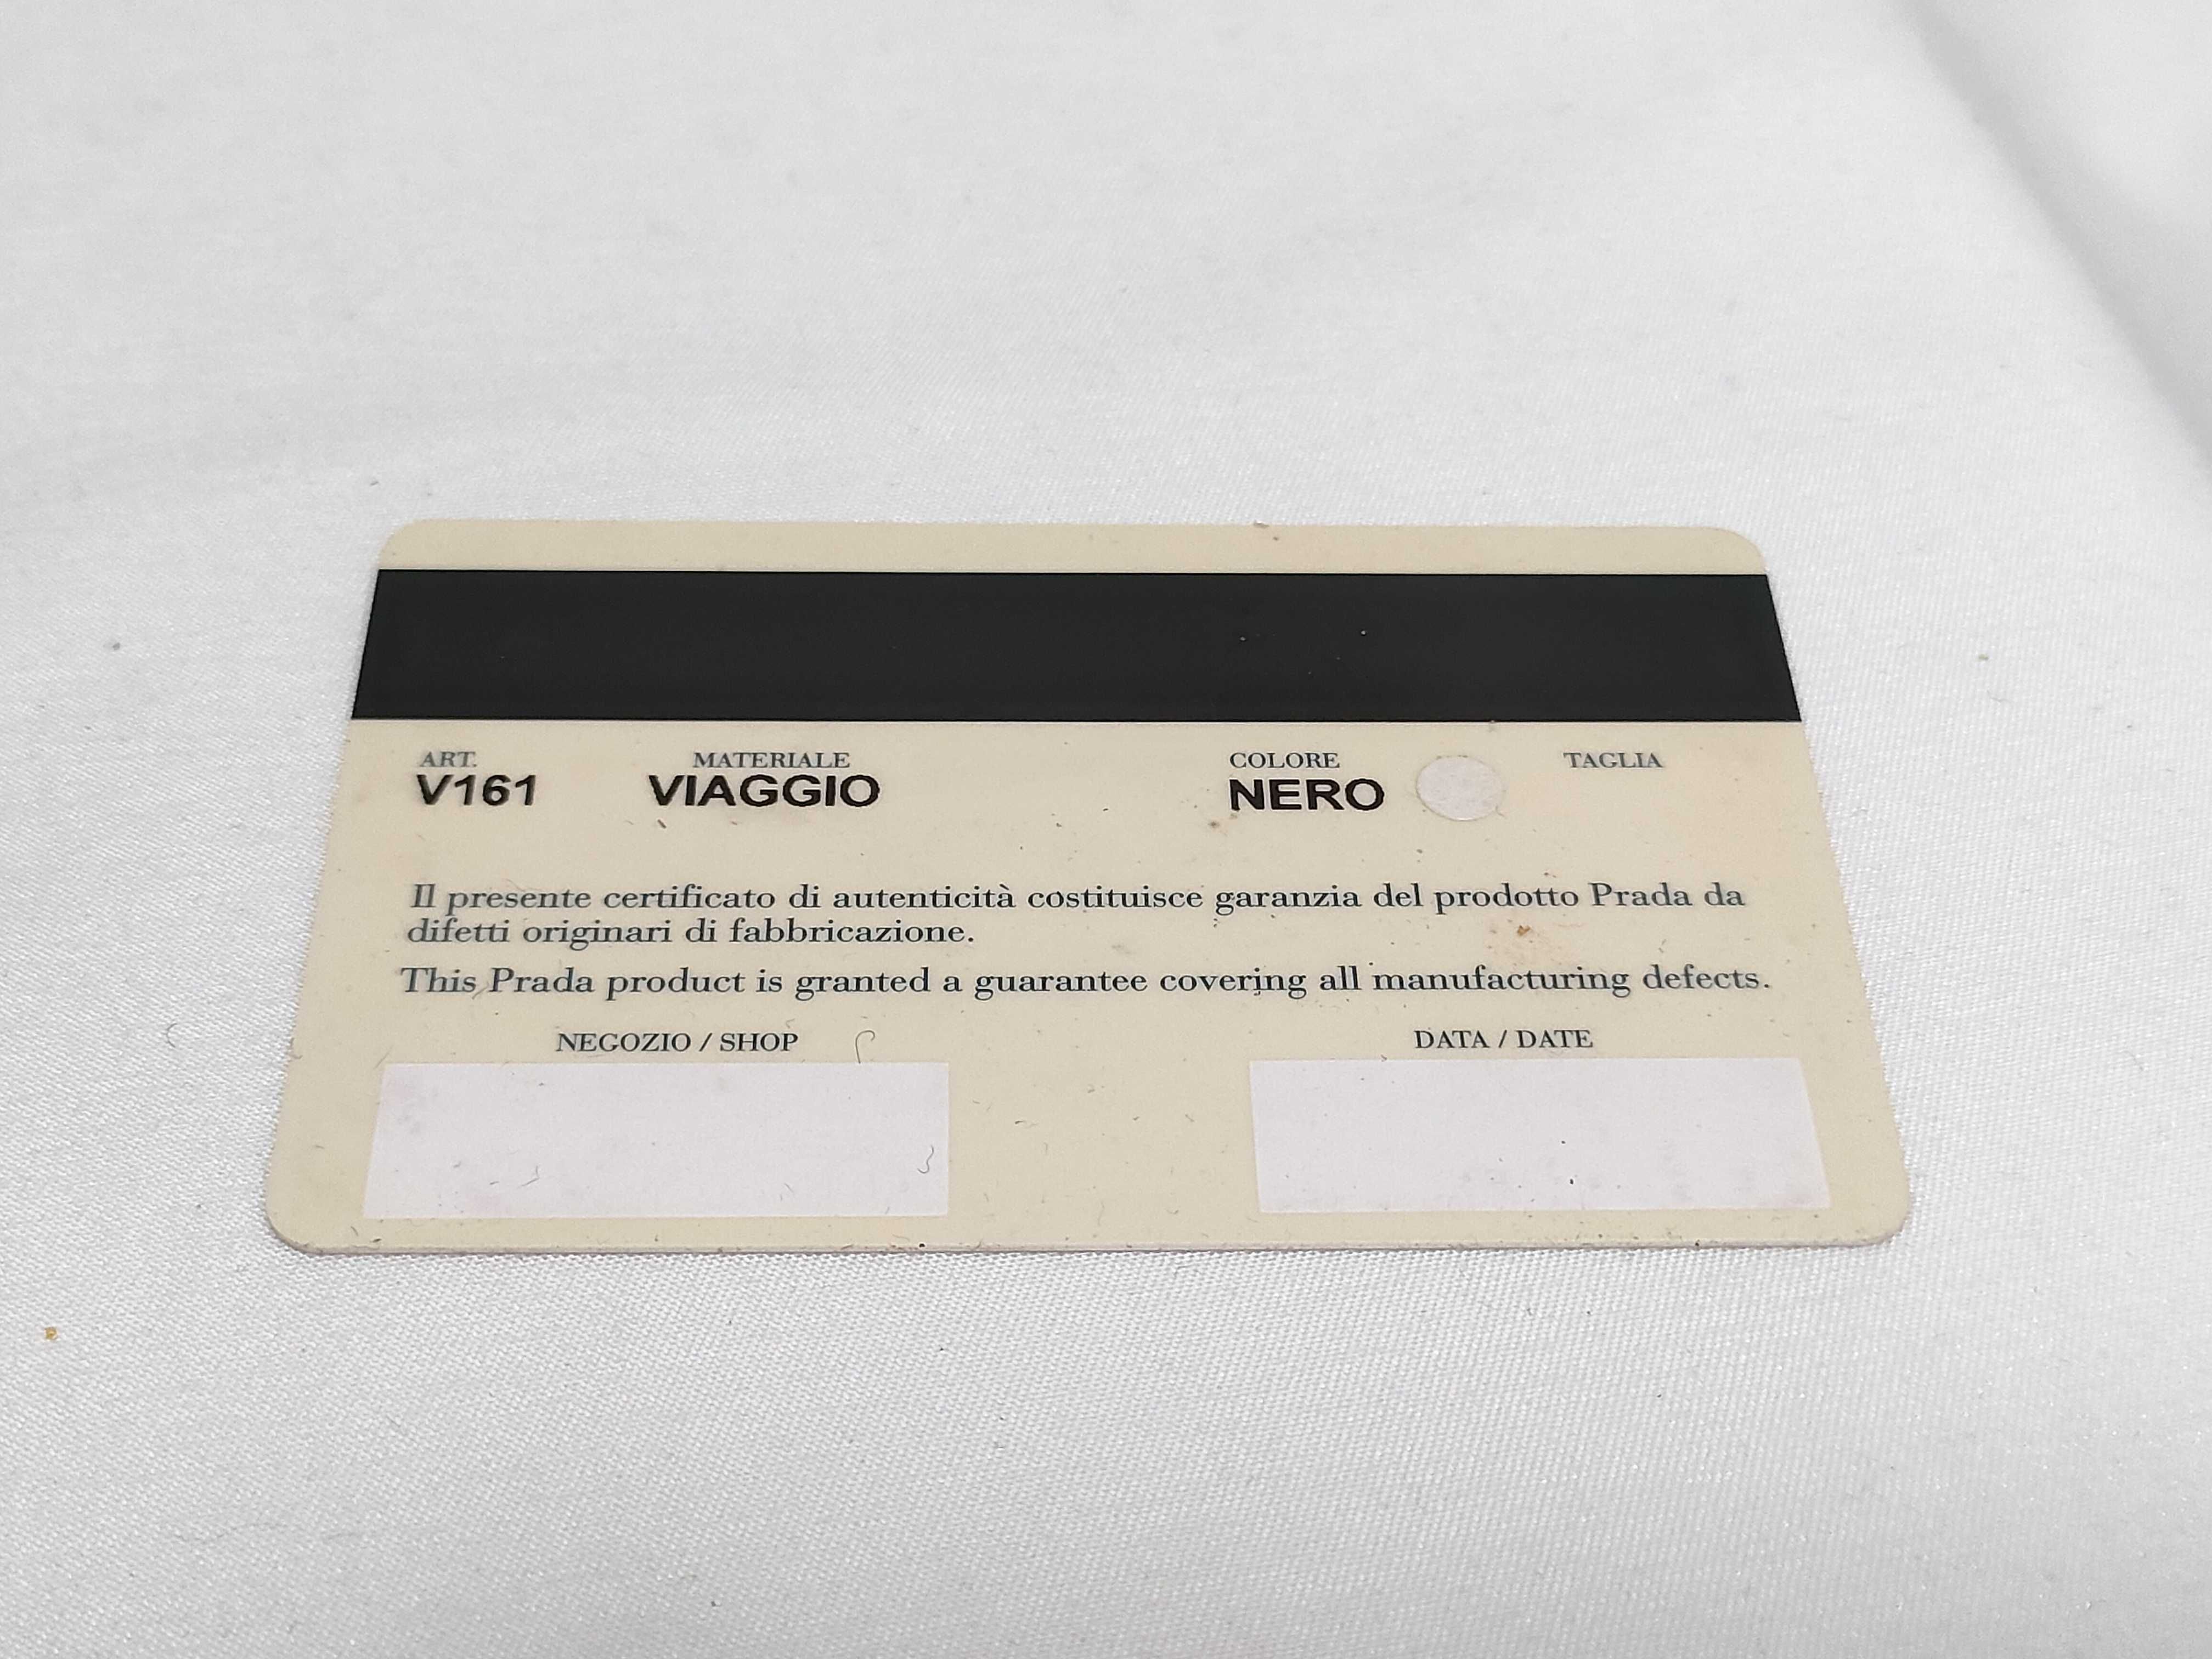 ART. MATERIALE COLORE TAGLIA
V161 VIAGGIO NERO
Il presente certificato di autenticità costituisce garanzia del prodotto Prada da
difetti originari di fabbricazione.
This Prada product is granted a guarantee covering all manufacturing defects.
NEGOZIO / SHOP DATA / DATE